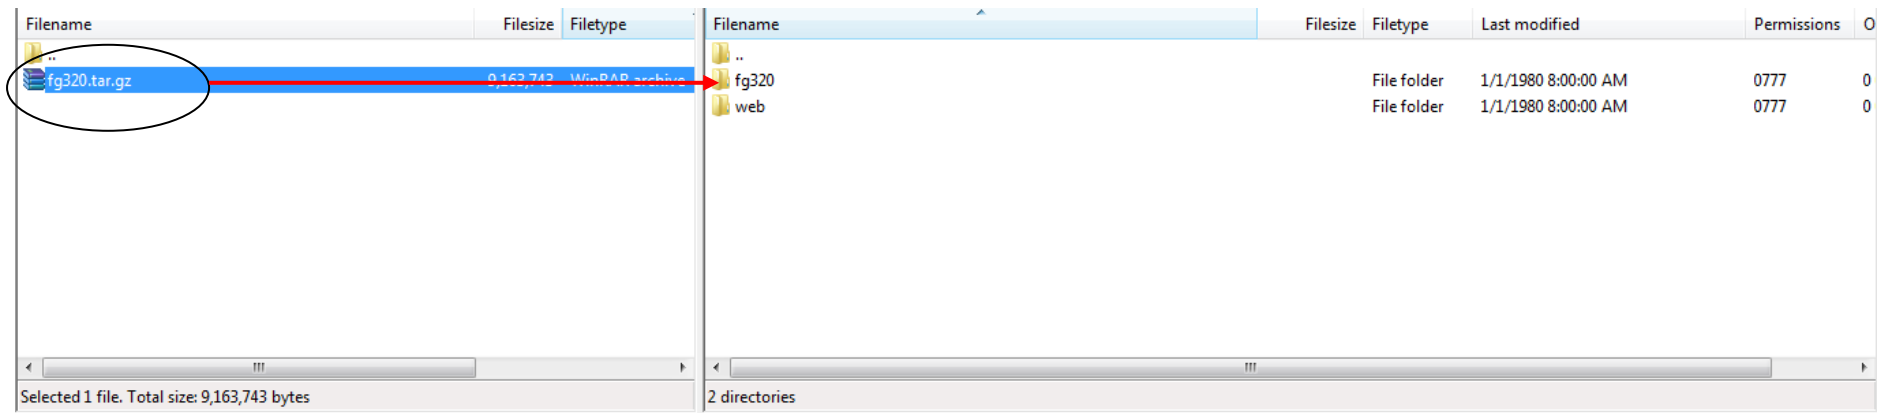 Filename Filesize Filetype
..
fg320.tar.gz 9,163,743 WinRAR archive
Selected 1 file. Total size: 9,163,743 bytes
Filename Filesize Filetype Last modified Permissions O
..
fg320 File folder 1/1/1980 8:00:00 AM 0777 0
web File folder 1/1/1980 8:00:00 AM 0777 0
2 directories